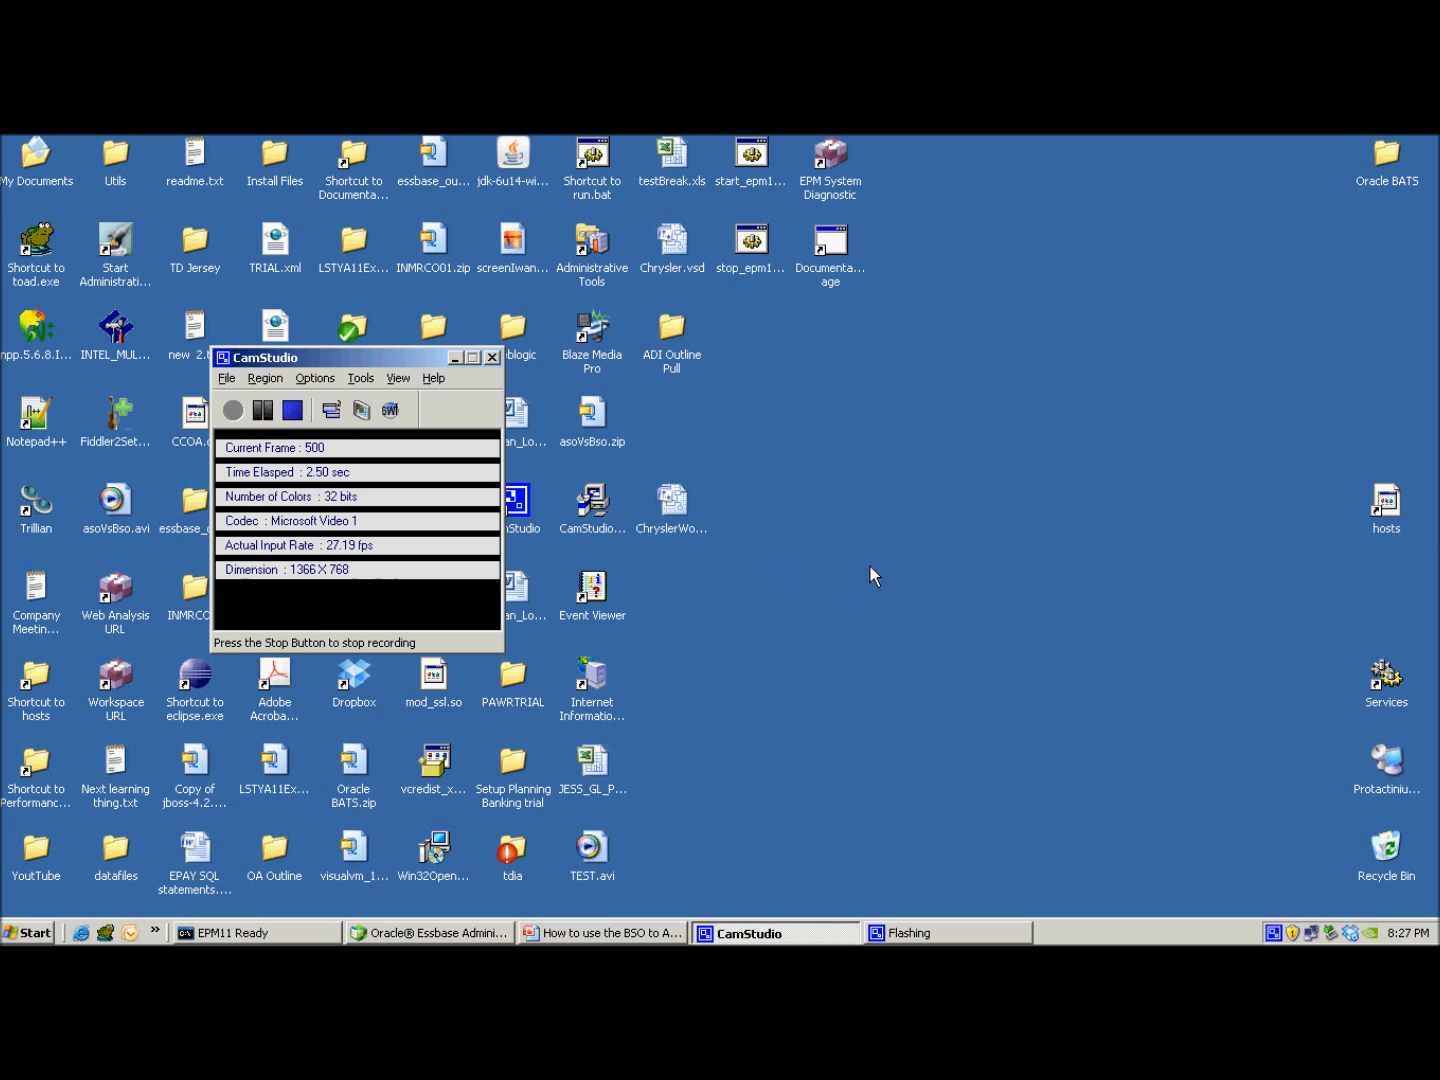 My Documents
Utils
readme.txt
Install Files
Shortcut to
Documenta...
essbase_ou...
jdk-6u14-wi...
Shortcut to
run.bat
testBreak.xls
start_epm1...
EPM System
Diagnostic
Oracle BATS
Shortcut to
toad.exe
Start
Administrati...
TD Jersey
TRIAL.xml
LSTYA11Ex...
INMRCO01.zip
screenIwan...
Administrative
Tools
Chrysler.vsd
stop_epm1...
Documenta...
age
npp.5.6.8.I...
INTEL_MUL...
new 2.
eblogic
Blaze Media
Pro
ADI Outline
Pull
CamStudio
File Region Options Tools View Help
Current Frame : 500
Time Elasped : 2.50 sec
Number of Colors : 32 bits
Codec : Microsoft Video 1
Actual Input Rate : 27.19 fps
Dimension : 1366 X 768
Press the Stop Button to stop recording
Notepad++
Fiddler2Set...
CCOA.
an_Lo...
asoVsBso.zip
Trillian
asoVsBso.avi
essbase_
Studio
CamStudio...
ChryslerWo...
hosts
Company
Meetin...
Web Analysis
URL
INMRCO
an_Lo...
Event Viewer
Shortcut to
hosts
Workspace
URL
Shortcut to
eclipse.exe
Adobe
Acroba...
Dropbox
mod_ssl.so
PAWRTRIAL
Internet
Informatio...
Services
Shortcut to
Performanc...
Next learning
thing.txt
Copy of
jboss-4.2....
LSTYA11Ex...
Oracle
BATS.zip
vcredist_x...
Setup Planning
Banking trial
JESS_GL_P...
Protactiniu...
YoutTube
datafiles
EPAY SQL
statements....
OA Outline
visualvm_1...
Win32Open...
tdia
TEST.avi
Recycle Bin
Start
EPM11 Ready
Oracle® Essbase Admini...
How to use the BSO to A...
CamStudio
Flashing
8:27 PM